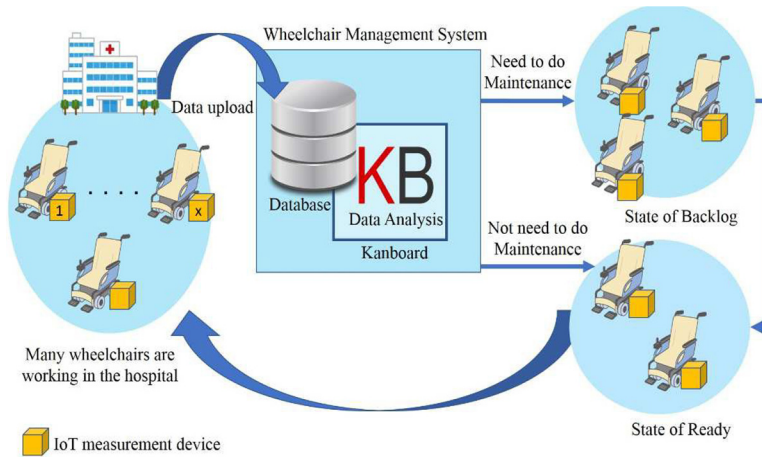 Wheelchair Management System
Need to do
Maintenance
Data upload
KB
Database
Data Analysis
Kanboard
1
. . . .
x
State of Backlog
Not need to do
Maintenance
Many wheelchairs are
working in the hospital
State of Ready
IoT measurement device